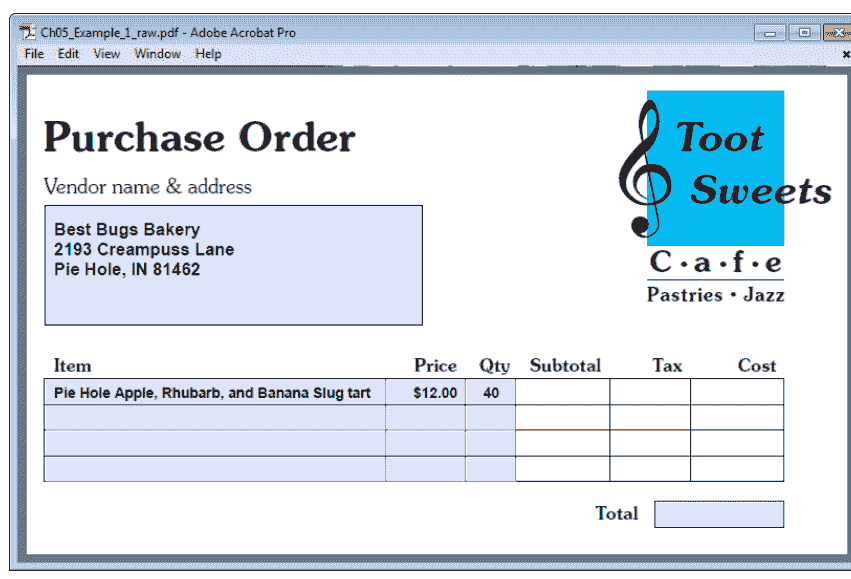 Ch05_Example_1_raw.pdf - Adobe Acrobat Pro
File Edit View Window Help
Purchase Order
Toot
Sweets
C·a·f·e
Pastries • Jazz
Vendor name & address
Best Bugs Bakery
2193 Creampuss Lane
Pie Hole, IN 81462
Item Price Qty Subtotal Tax Cost
Pie Hole Apple, Rhubarb, and Banana Slug tart $12.00 40
Total